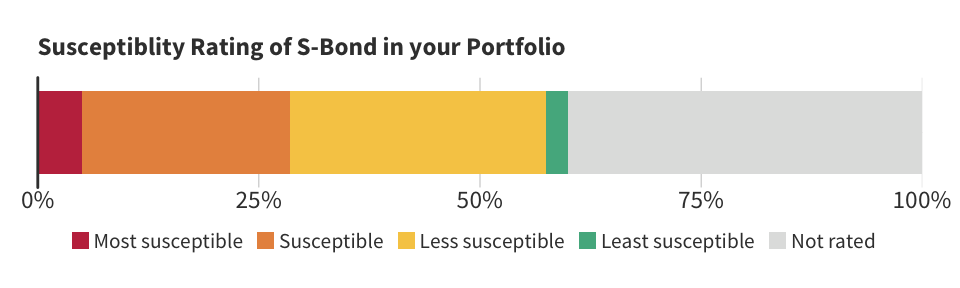 Susceptiblity Rating of S-Bond in your Portfolio
0% 25% 50% 75% 100%
Most susceptible Susceptible Less susceptible Least susceptible Not rated